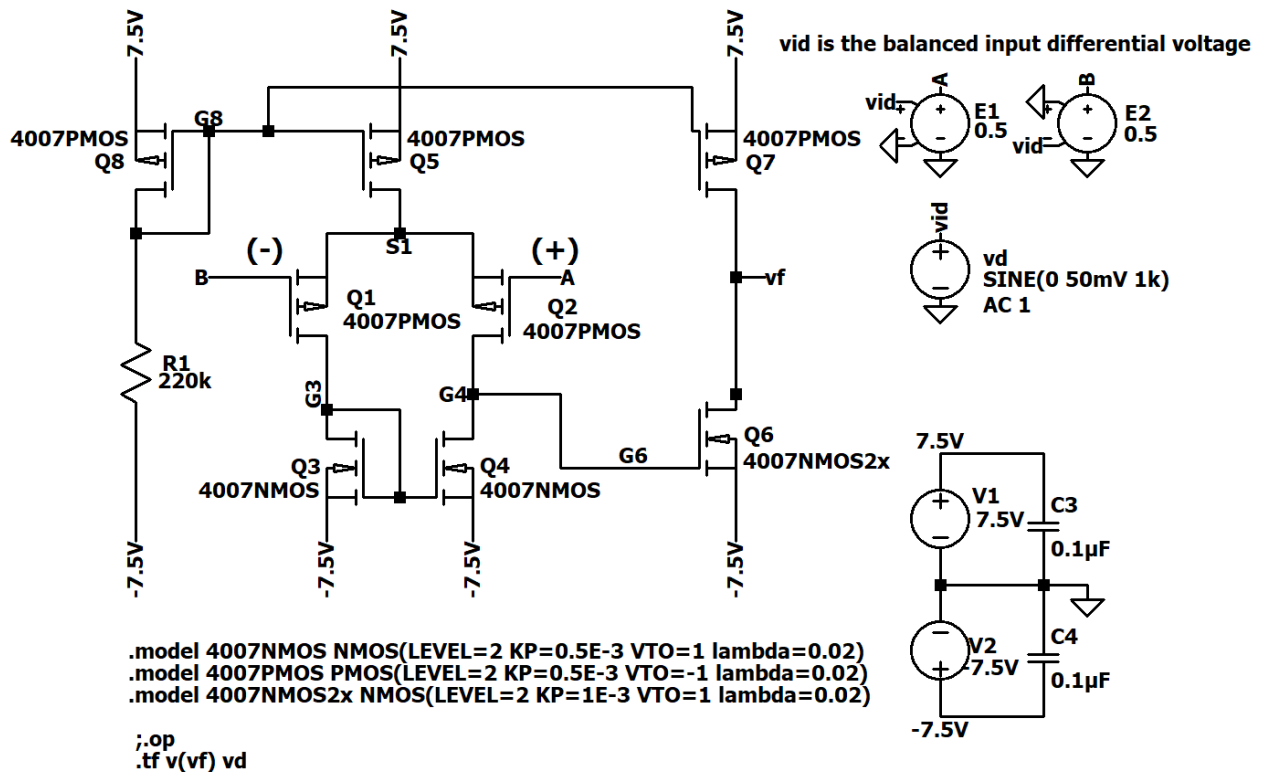 7.5V
7.5V
7.5V
vid is the balanced input differential voltage
A
B
G8
vid
E1
0.5
E2
0.5
vid
4007PMOS
Q8
4007PMOS
Q5
4007PMOS
Q7
vid
(-)
S1
(+)
vd
SINE(0 50mV 1k)
AC 1
B
A
vf
Q1
4007PMOS
Q2
4007PMOS
R1
220k
G3
G4
Q3
4007NMOS
Q4
4007NMOS
G6
Q6
4007NMOS2x
7.5V
V1
7.5V
C3
0.1µF
-7.5V
-7.5V
-7.5V
-7.5V
V2
-7.5V
C4
0.1µF
-7.5V
.model 4007NMOS NMOS(LEVEL=2 KP=0.5E-3 VTO=1 lambda=0.02)
.model 4007PMOS PMOS(LEVEL=2 KP=0.5E-3 VTO=-1 lambda=0.02)
.model 4007NMOS2x NMOS(LEVEL=2 KP=1E-3 VTO=1 lambda=0.02)
;.op
.tf v(vf) vd